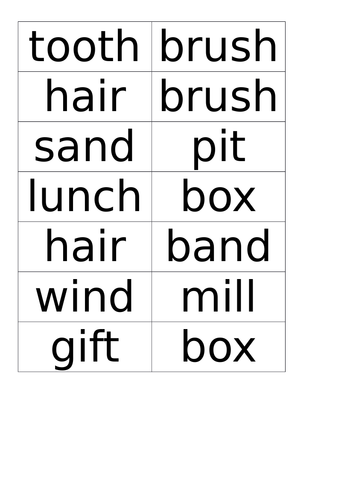 tooth brush
hair brush
sand pit
lunch box
hair band
wind mill
gift box